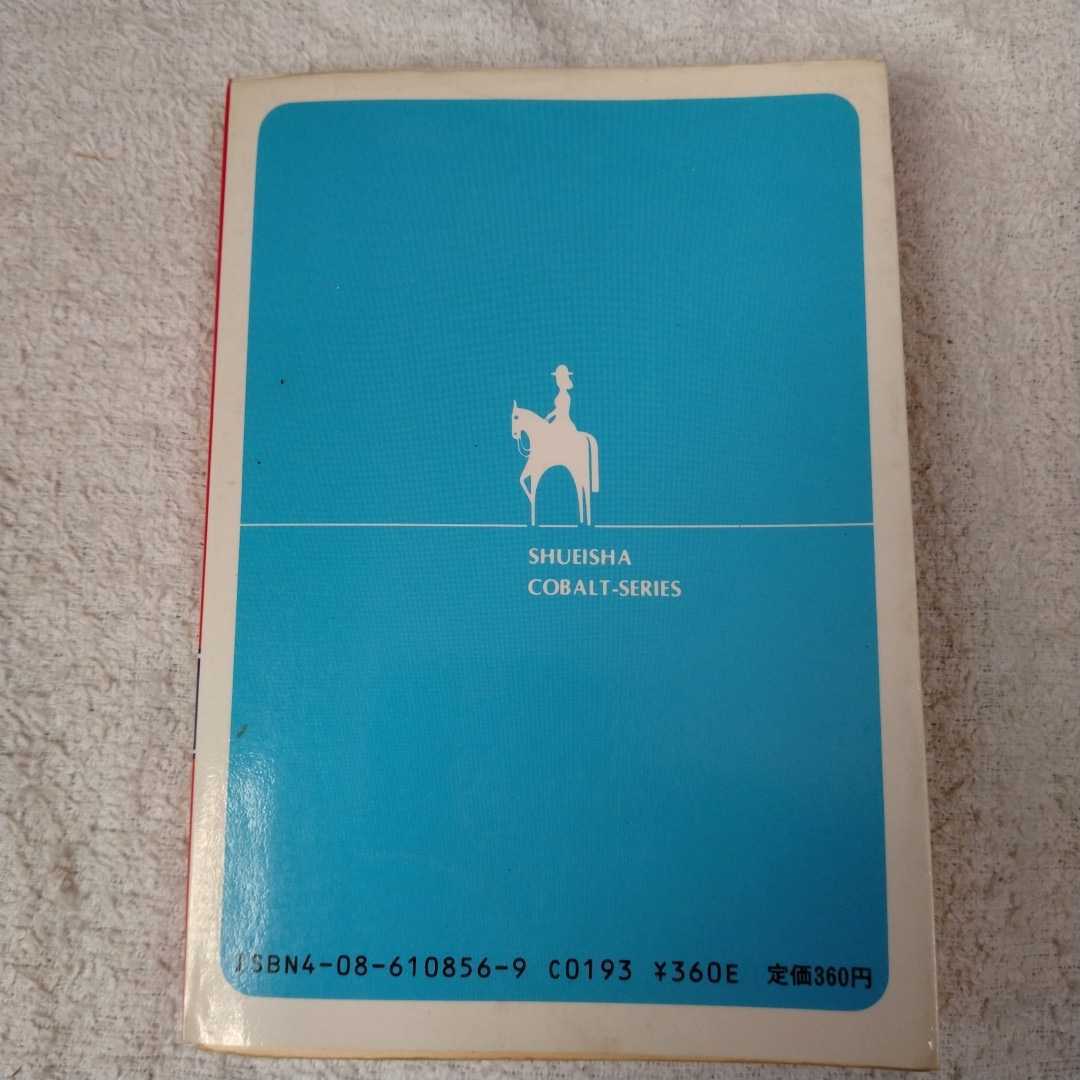 SHUEISHA
COBALT-SERIES
ISBN4-08-610856-9 C0193 ¥360E 定価360円